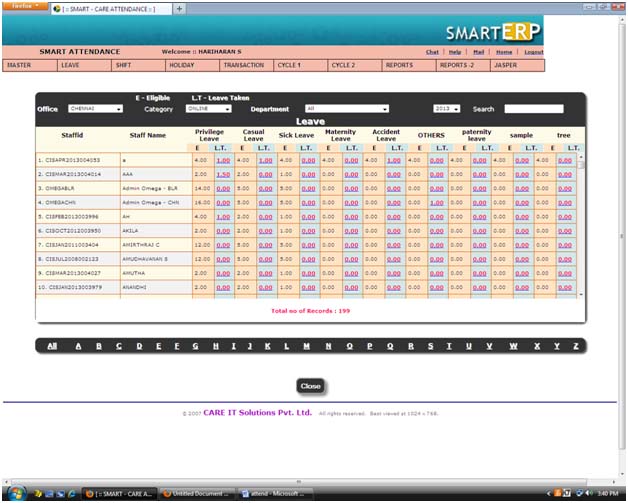 Firefox
[ :: SMART - CARE ATTENDANCE :: ]
SMARTERP
SMART ATTENDANCE Welcome :: HARIHARAN S Chat | Help | Mail | Home | Logout
MASTER LEAVE SHIFT HOLIDAY TRANSACTION CYCLE 1 CYCLE 2 REPORTS REPORTS -2 JASPER
E - Eligible L.T - Leave Taken
Office CHENNAI Category ONLINE Department All 2013 Search
Leave
Staffid Staff Name Privilege Leave Casual Leave Sick Leave Maternity Leave Accident Leave OTHERS paternity leave sample tree
E L.T. E L.T. E L.T. E L.T. E L.T. E L.T. E L.T. E L.T. E L.T.
1. CISAPR2013004053 a 4.00 1.00 4.00 1.00 4.00 0.00 4.00 0.00 4.00 0.00 4.00 0.00 4.00 0.00 4.00 0.00 4.00 0.00
2. CISMAR2013004014 AAA 2.00 1.50 2.00 0.00 1.00 0.00 0.00 0.00 0.00 0.00 0.00 0.00 0.00 0.00 0.00 0.00 0.00 0.00
3. OMEGABLR Admin Omega - BLR 14.00 0.00 5.00 0.00 5.00 0.00 0.00 0.00 0.00 0.00 0.00 0.00 0.00 0.00 0.00 0.00 0.00 0.00
4. OMEGACHN Admin Omega - CHN 16.00 0.00 5.00 0.00 5.00 0.00 0.00 0.00 0.00 0.00 0.00 1.00 0.00 0.00 0.00 0.00 0.00 0.00
5. CISFEB2013003996 AH 4.00 1.00 2.00 0.00 1.00 0.00 0.00 0.00 0.00 0.00 0.00 0.00 0.00 0.00 0.00 0.00 0.00 0.00
6. CISOCT2012003950 AKILA 2.00 0.00 2.00 0.00 1.00 0.00 0.00 0.00 0.00 0.00 0.00 0.00 0.00 0.00 0.00 0.00 0.00 0.00
7. CISJAN2011003404 AMIRTHRAJ C 12.00 0.00 5.00 0.00 5.00 0.00 0.00 0.00 0.00 0.00 0.00 0.00 0.00 0.00 0.00 0.00 0.00 0.00
8. CISJUL2008002123 AMUDHAVANAN S 12.00 0.00 5.00 0.00 5.00 0.00 0.00 0.00 0.00 0.00 0.00 0.00 0.00 0.00 0.00 0.00 0.00 0.00
9. CISMAR2013004027 AMUTHA 2.00 0.00 2.00 0.00 1.00 0.00 0.00 0.00 0.00 0.00 0.00 0.00 0.00 0.00 0.00 0.00 0.00 0.00
10. CISJAN2013003979 ANANDHI 2.00 0.00 2.00 0.00 1.00 0.00 0.00 0.00 0.00 0.00 0.00 0.00 0.00 0.00 0.00 0.00 0.00 0.00
Total no of Records : 199
All A B C D E F G H I J K L M N O P Q R S T U V W X Y Z
Close
© 2007 CARE IT Solutions Pvt. Ltd. All rights reserved. Best viewed at 1024 x 768.
[ :: SMART - CARE A... Untitled Document ... attend - Microsoft ... 3:40 PM